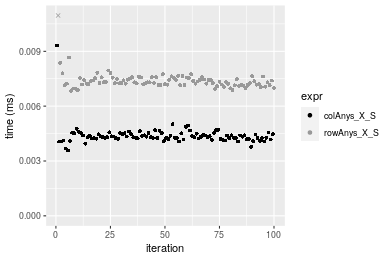 0.009
0.006
0.003
0.000
time (ms)
0
25
50
75
100
iteration
expr
colAnys_X_S
rowAnys_X_S